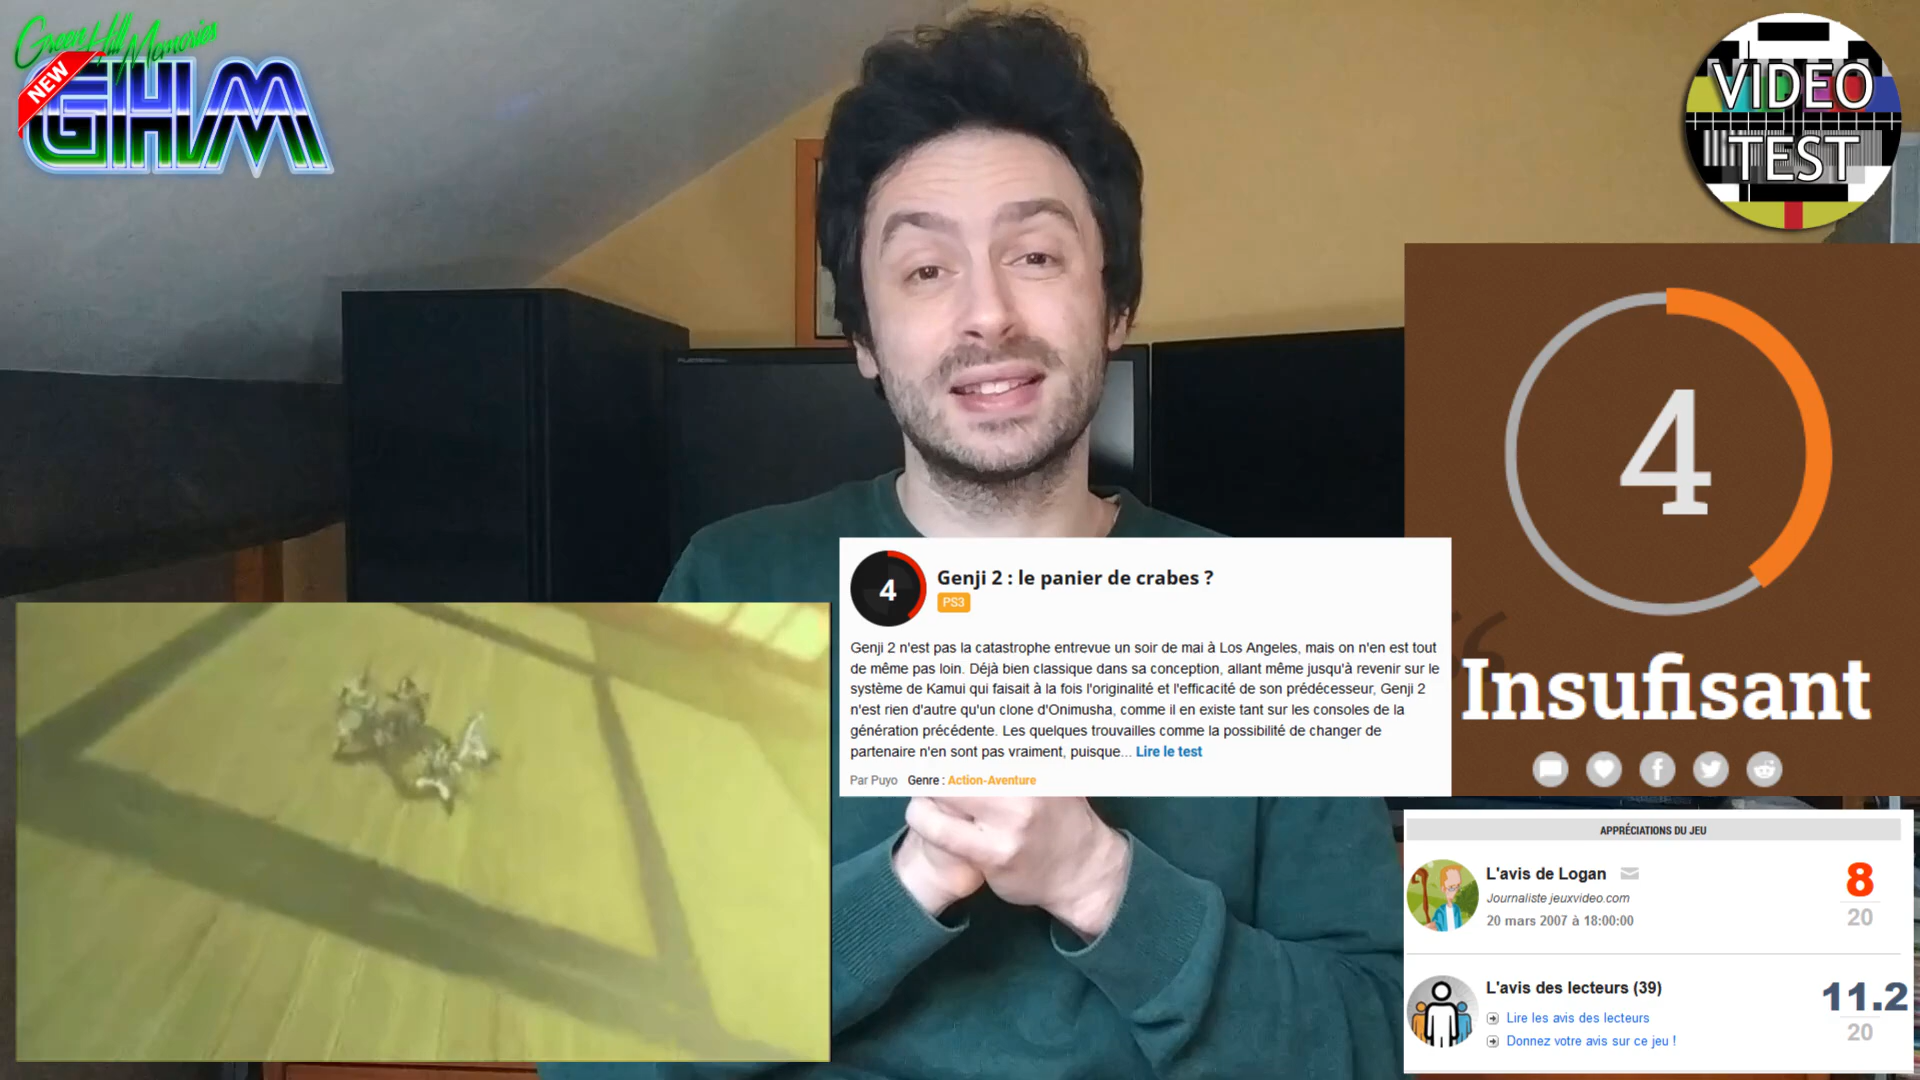 Green Hill Memories
NEW
GHM
VIDEO
TEST
4
Insufisant
4
Genji 2 : le panier de crabes ?
PS3
Genji 2 n'est pas la catastrophe entrevue un soir de mai à Los Angeles, mais on n'en est tout
de même pas loin. Déjà bien classique dans sa conception, allant même jusqu'à revenir sur le
système de Kamui qui faisait à la fois l'originalité et l'efficacité de son prédécesseur, Genji 2
n'est rien d'autre qu'un clone d'Onimusha, comme il en existe tant sur les consoles de la
génération précédente. Les quelques trouvailles comme la possibilité de changer de
partenaire n'en sont pas vraiment, puisque... Lire le test
Par Puyo Genre : Action-Aventure
APPRÉCIATIONS DU JEU
L'avis de Logan
Journaliste jeuxvideo.com
20 mars 2007 à 18:00:00
8
20
L'avis des lecteurs (39)
Lire les avis des lecteurs
Donnez votre avis sur ce jeu !
11.2
20